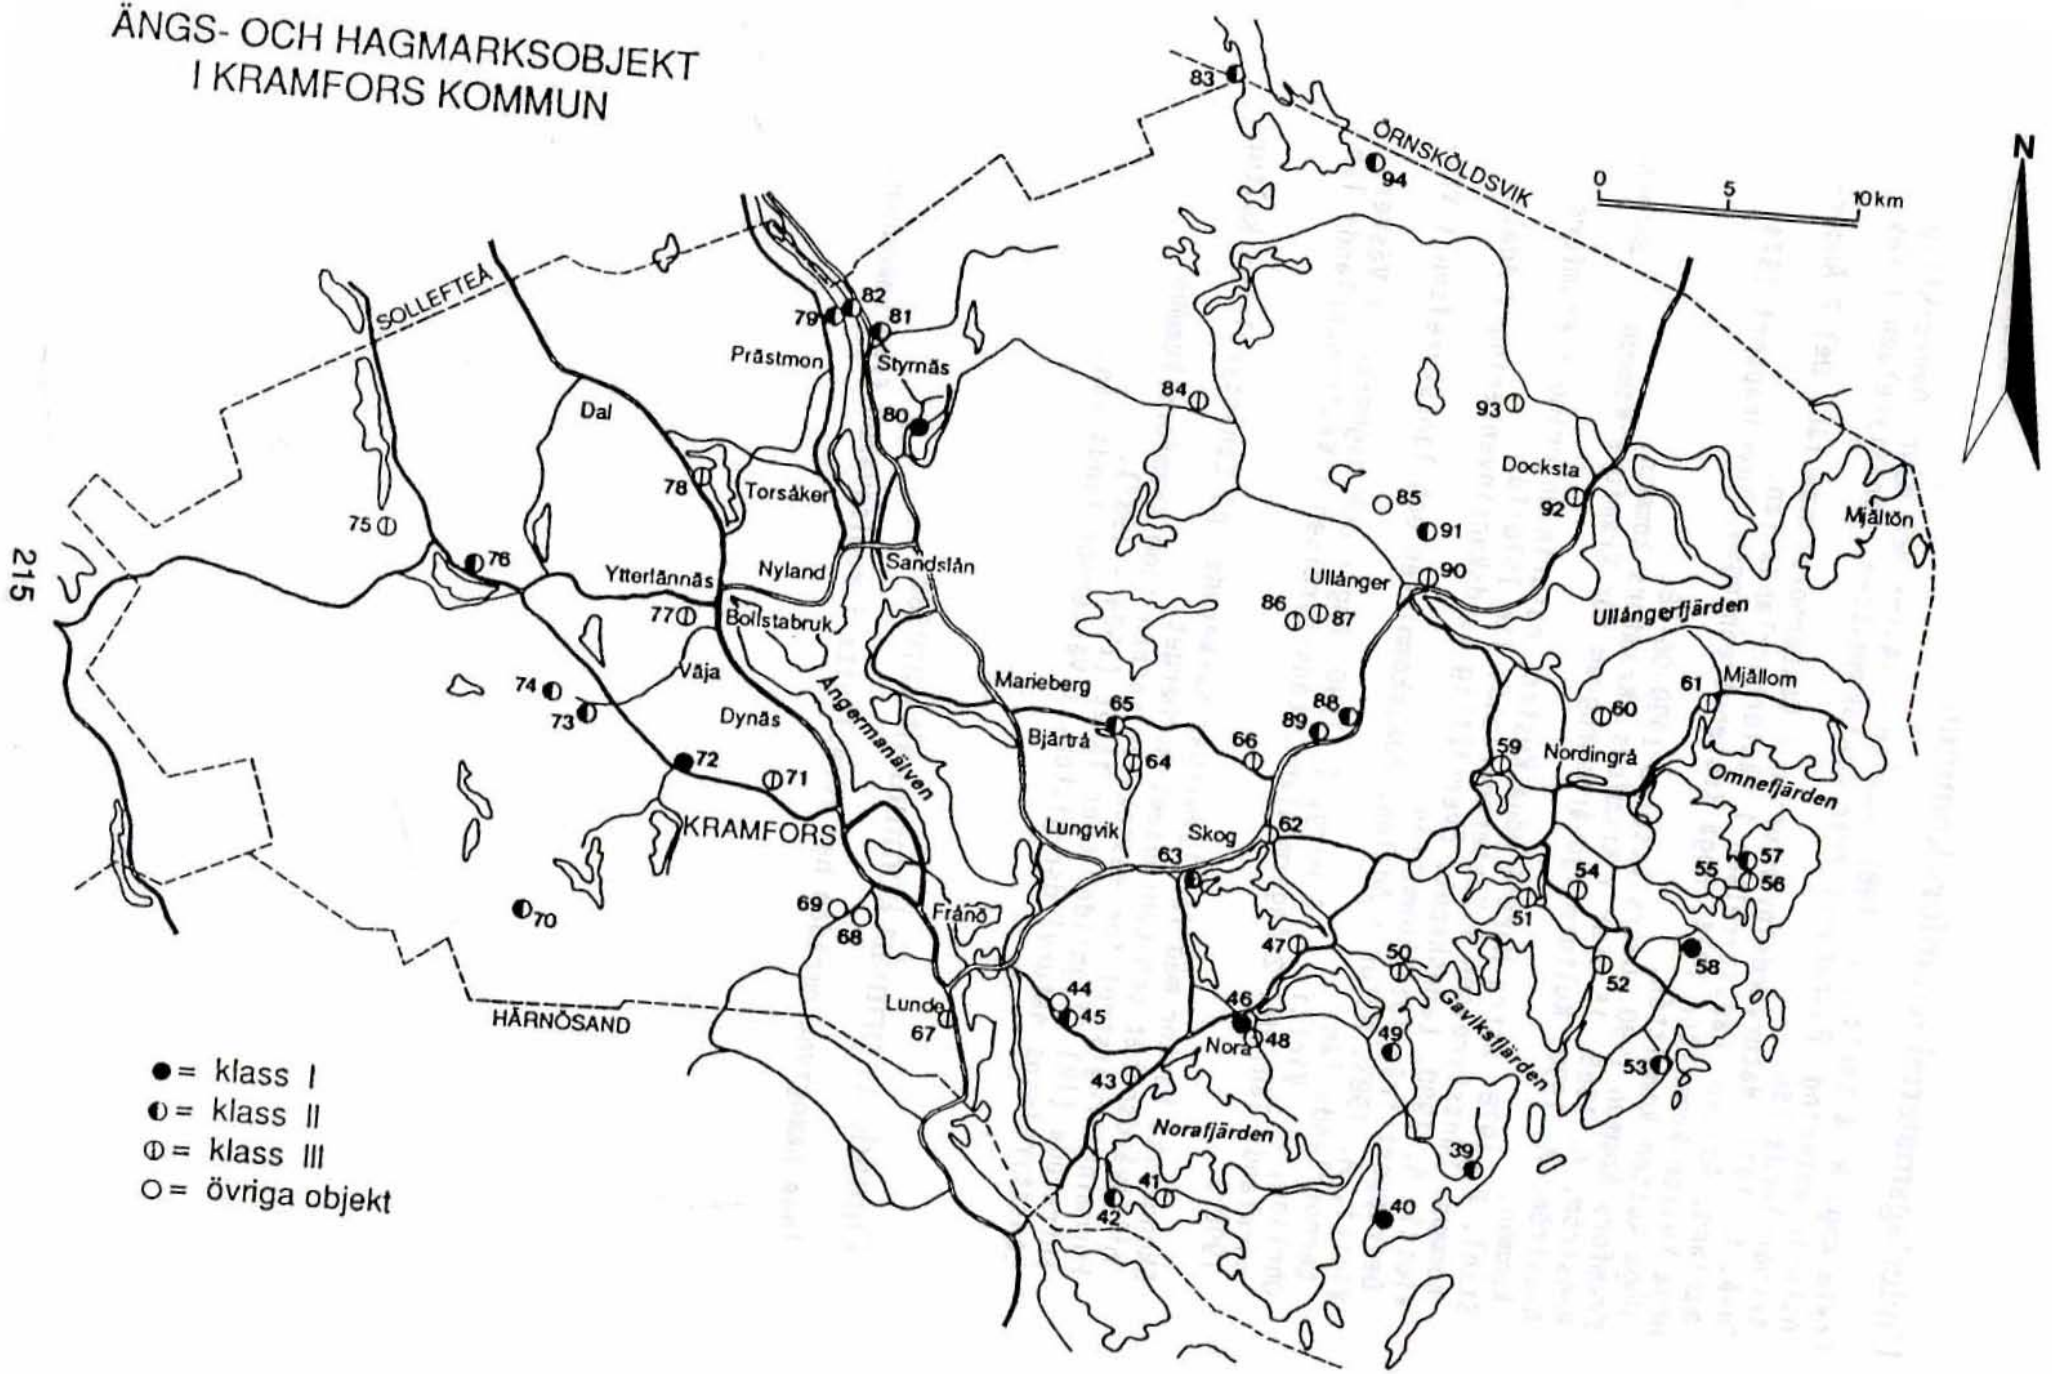 ÄNGS- OCH HAGMARKSOBJEKT
I KRAMFORS KOMMUN
83
ÖRNSKÖLDSVIK
94
N
0 5 10 km
SOLLEFTEÅ
82
79
81
Prästmon
Styrnäs
84
93
Dal
80
Docksta
78
Torsåker
85
92
75
91
Mjältön
215
76
Ytterlännäs
Nyland
Sandslån
Ullånger
90
77
Bollstabruk
86
87
Ullångerfjärden
Väja
Marieberg
Mjällom
74
73
Dynäs
Ångermanälven
65
88
61
89
60
Bjärtrå
66
59
Nordingrå
72
71
64
Omnefjärden
KRAMFORS
Lungvik
Skog
62
63
57
54
55
56
70
69
68
Frånö
51
47
50
58
44
52
Lunde
67
45
46
Gaviksfjärden
HÄRNÖSAND
Nora
48
49
53
43
Norafjärden
39
41
42
40
●= klass I
◐= klass II
⦶= klass III
○= övriga objekt